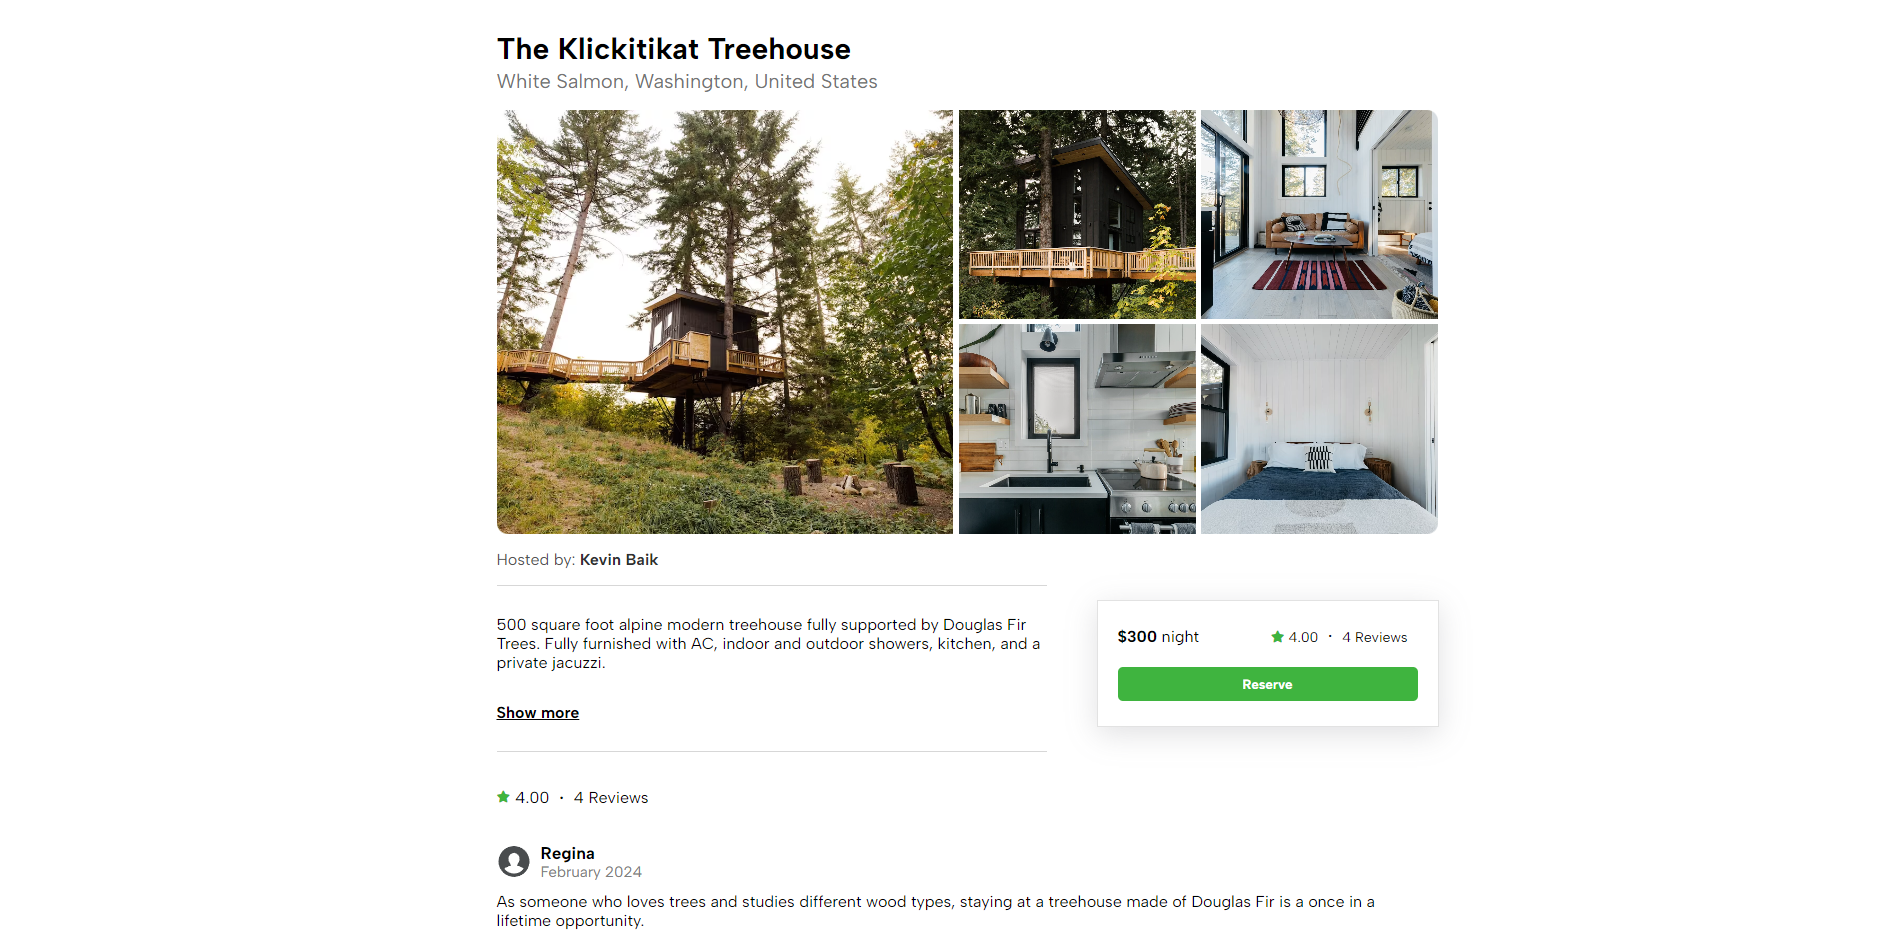 The Klickitikat Treehouse
White Salmon, Washington, United States
Hosted by: Kevin Baik
500 square foot alpine modern treehouse fully supported by Douglas Fir
Trees. Fully furnished with AC, indoor and outdoor showers, kitchen, and a
private jacuzzi.
Show more
$300 night
4.00 · 4 Reviews
Reserve
4.00 · 4 Reviews
Regina
February 2024
As someone who loves trees and studies different wood types, staying at a treehouse made of Douglas Fir is a once in a
lifetime opportunity.